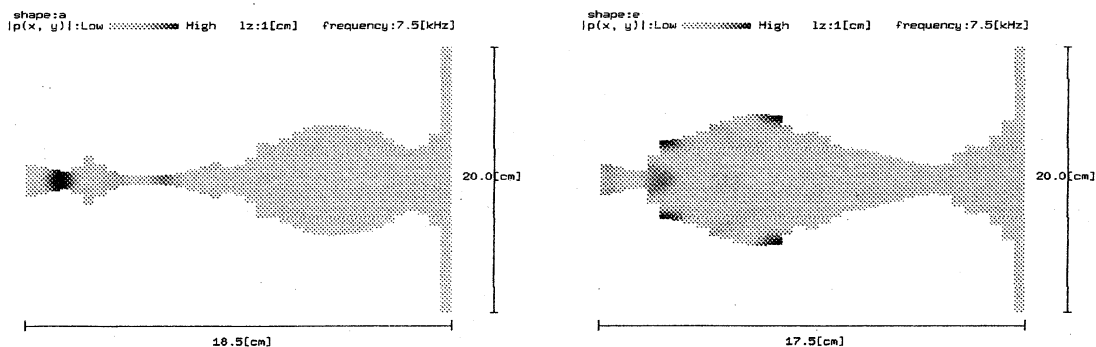 shape:a
|p(x, y)|:Low High lz:1[cm] frequency:7.5[kHz]
20.0[cm]
18.5[cm]
shape:e
|p(x, y)|:Low High lz:1[cm] frequency:7.5[kHz]
20.0[cm]
17.5[cm]